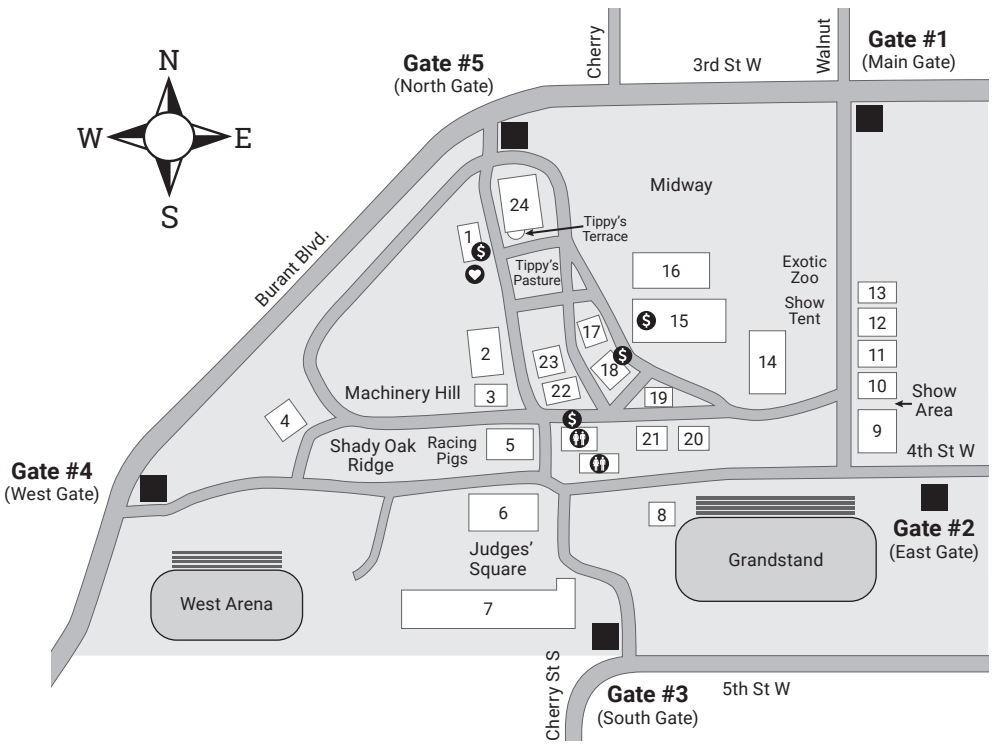 Cherry
Walnut
Gate #1
(Main Gate)
3rd St W
Gate #5
(North Gate)
N
W
E
S
Midway
24
Tippy's
Terrace
1
$
Tippy's
Pasture
Burant Blvd.
16
Exotic
Zoo
Show
Tent
13
12
11
10
9
Show
Area
$
15
17
14
2
23
18
$
22
3
19
Machinery Hill
4
$
Shady Oak
Ridge
Racing
Pigs
5
21
20
4th St W
Gate #4
(West Gate)
6
8
Gate #2
(East Gate)
Judges'
Square
Grandstand
West Arena
7
Cherry St S
Gate #3
(South Gate)
5th St W